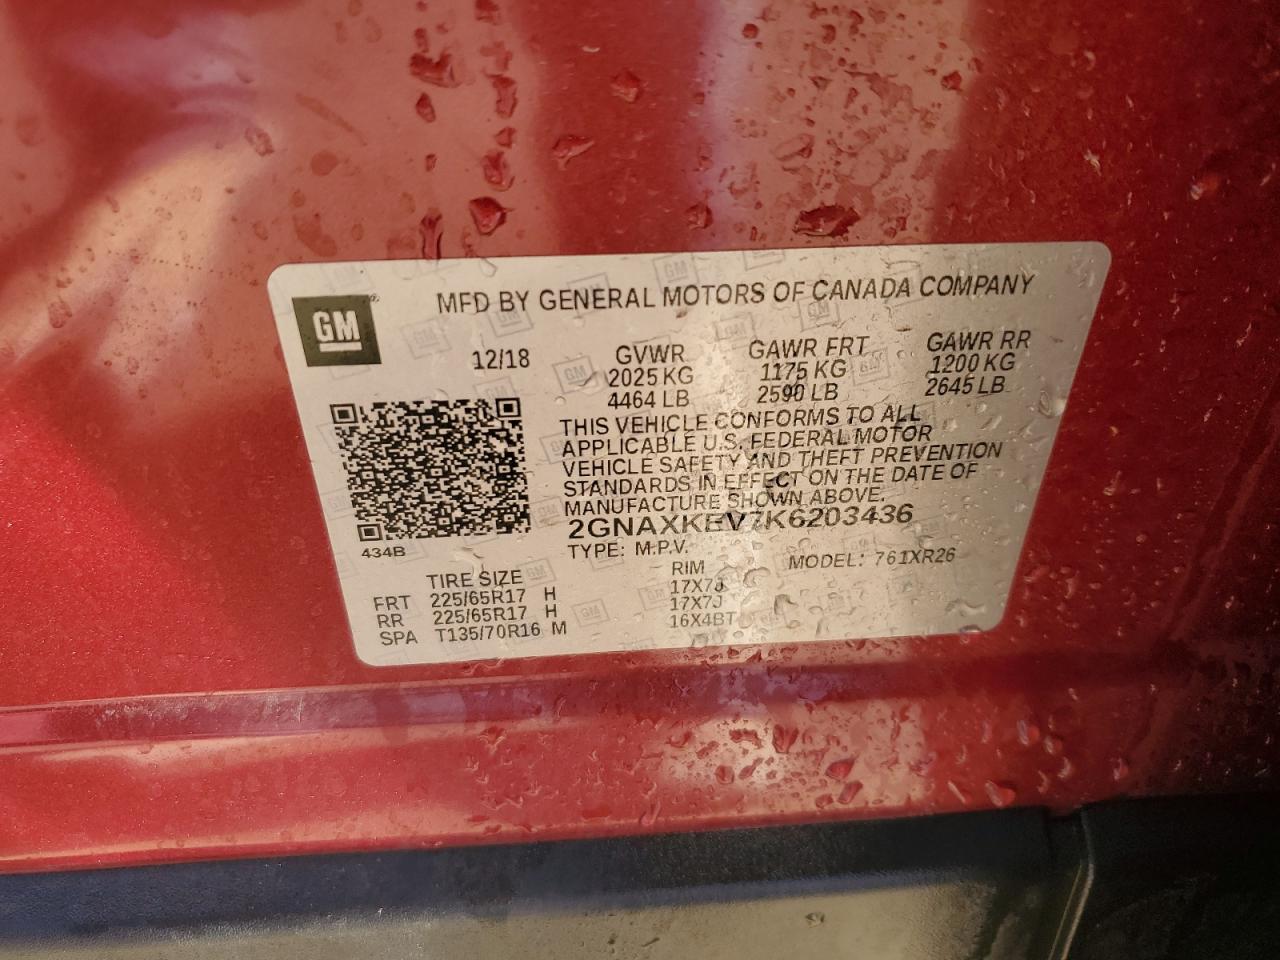 GM®
MFD BY GENERAL MOTORS OF CANADA COMPANY
12/18
GVWR GAWR FRT GAWR RR
2025 KG 1175 KG 1200 KG
4464 LB 2590 LB 2645 LB
THIS VEHICLE CONFORMS TO ALL
APPLICABLE U.S. FEDERAL MOTOR
VEHICLE SAFETY AND THEFT PREVENTION
STANDARDS IN EFFECT ON THE DATE OF
MANUFACTURE SHOWN ABOVE.
2GNAXKEV7K6203436
434B
TYPE: M.P.V. MODEL: 761XR26
TIRE SIZE RIM
FRT 225/65R17 H 17X7J
RR 225/65R17 H 17X7J
SPA T135/70R16 M 16X4BT